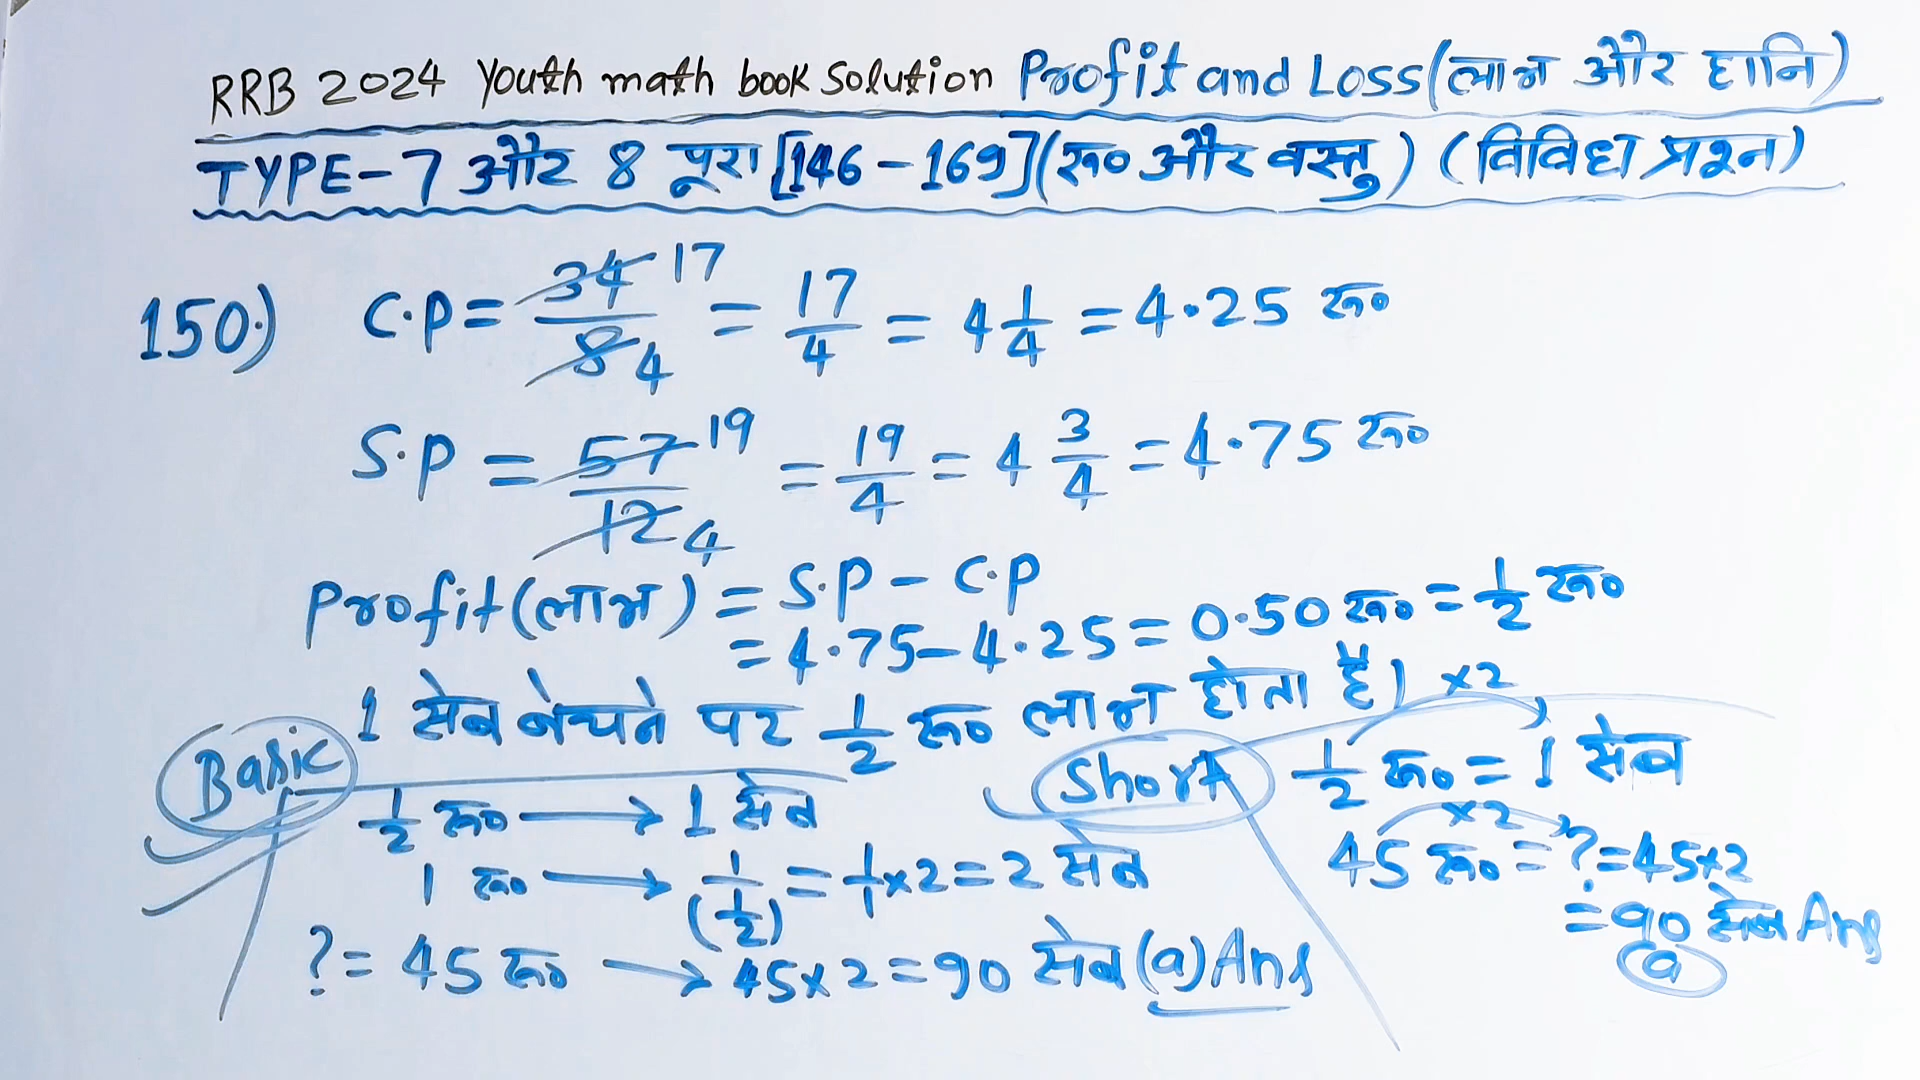 RRB 2024 Youth math book Solution Profit and Loss(लाभ और हानि)
TYPE-7 और 8 पूरा [146-169](रू० और वस्तु) (विविध प्रश्न)
150.) C.P = 34/8 17/4 = 17/4 = 4 1/4 = 4.25 रू०
S.P = 57/12 19/4 = 19/4 = 4 3/4 = 4.75 रू०
Profit(लाभ) = S.P - C.P
= 4.75-4.25 = 0.50 रू० = 1/2 रू०
1 सेब बेचने पर 1/2 रू० लाभ होता है।
Basic
1/2 रू० → 1 सेब
1 रू० → 1/(1/2) = 1/1 × 2 = 2 सेब
? = 45 रू० → 45×2 = 90 सेब (a) Ans
Short
×2
1/2 रू० = 1 सेब
×2
45 रू० = ? = 45×2
= 90 सेब Ans
a